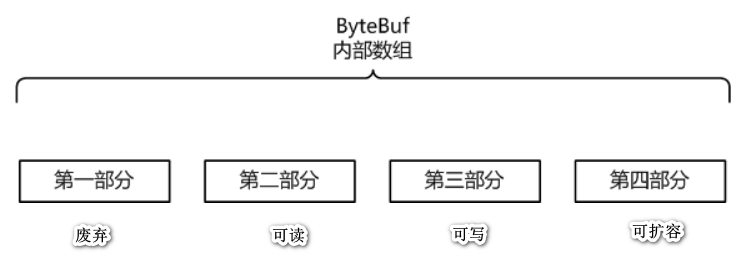 ByteBuf
内部数组
第一部分
第二部分
第三部分
第四部分
废弃
可读
可写
可扩容